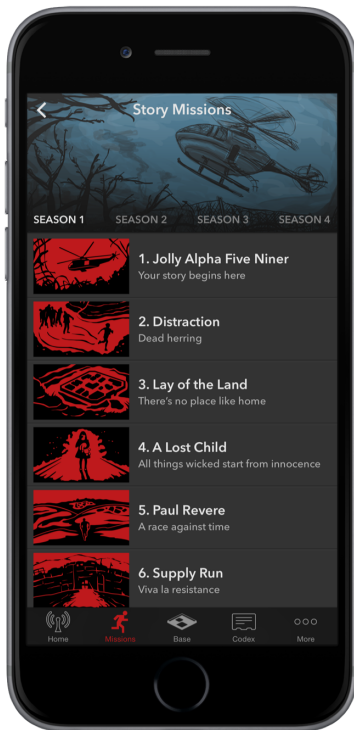 Story Missions
SEASON 1 SEASON 2 SEASON 3 SEASON 4
1. Jolly Alpha Five Niner
Your story begins here
2. Distraction
Dead herring
3. Lay of the Land
There's no place like home
4. A Lost Child
All things wicked start from innocence
5. Paul Revere
A race against time
6. Supply Run
Viva la resistance
Home Missions Base Codex More